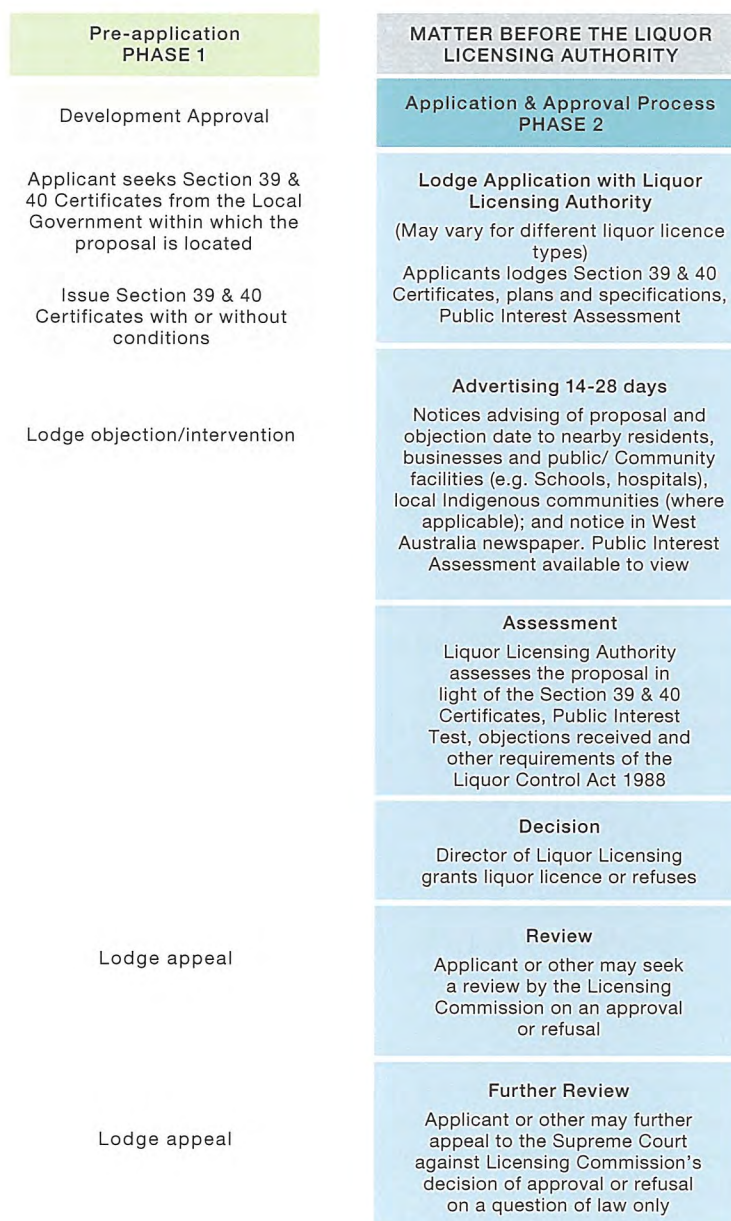 Pre-application
PHASE 1
Development Approval
Applicant seeks Section 39 &
40 Certificates from the Local
Government within which the
proposal is located
Issue Section 39 & 40
Certificates with or without
conditions
Lodge objection/intervention
Lodge appeal
Lodge appeal
MATTER BEFORE THE LIQUOR
LICENSING AUTHORITY
Application & Approval Process
PHASE 2
Lodge Application with Liquor
Licensing Authority
(May vary for different liquor licence
types)
Applicants lodges Section 39 & 40
Certificates, plans and specifications,
Public Interest Assessment
Advertising 14-28 days
Notices advising of proposal and
objection date to nearby residents,
businesses and public/ Community
facilities (e.g. Schools, hospitals),
local Indigenous communities (where
applicable); and notice in West
Australia newspaper. Public Interest
Assessment available to view
Assessment
Liquor Licensing Authority
assesses the proposal in
light of the Section 39 & 40
Certificates, Public Interest
Test, objections received and
other requirements of the
Liquor Control Act 1988
Decision
Director of Liquor Licensing
grants liquor licence or refuses
Review
Applicant or other may seek
a review by the Licensing
Commission on an approval
or refusal
Further Review
Applicant or other may further
appeal to the Supreme Court
against Licensing Commission's
decision of approval or refusal
on a question of law only